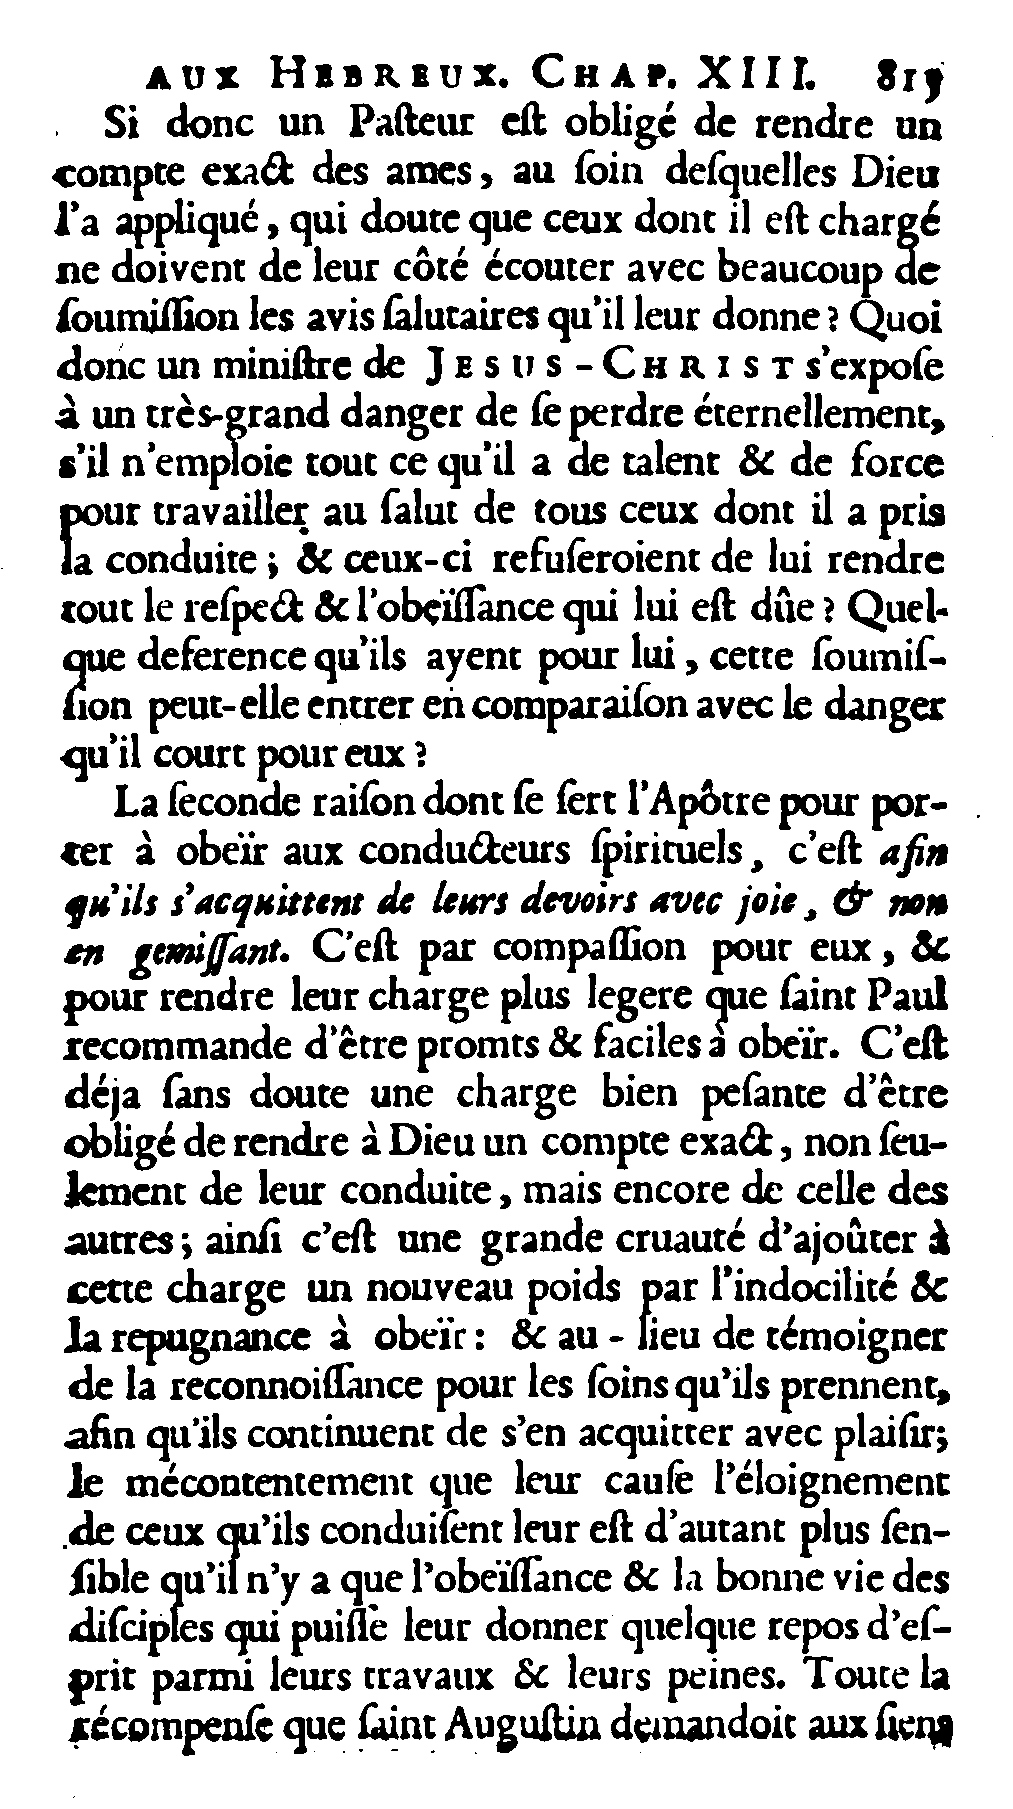 AUX HEBREUX. CHAP. XIII. 819
Si donc un Paſteur eſt obligé de rendre un
compte exact des ames, au ſoin deſquelles Dieu
l'a appliqué, qui doute que ceux dont il eſt chargé
ne doivent de leur côté écouter avec beaucoup de
ſoumiſſion les avis ſalutaires qu'il leur donne? Quoi
donc un miniſtre de JESUS-CHRIST s'expoſe
à un très-grand danger de ſe perdre éternellement,
s'il n'emploie tout ce qu'il a de talent & de force
pour travailler au ſalut de tous ceux dont il a pris
la conduite; & ceux-ci refuſeroient de lui rendre
tout le reſpect & l'obeïſſance qui lui eſt dûe? Quel-
que deference qu'ils ayent pour lui, cette ſoumiſ-
ſion peut-elle entrer en comparaiſon avec le danger
qu'il court pour eux?
La ſeconde raiſon dont ſe ſert l'Apôtre pour por-
ter à obeïr aux conducteurs ſpirituels, c'eſt afin
qu'ils s'acquittent de leurs devoirs avec joie, & non
en gemiſſant. C'eſt par compaſſion pour eux, &
pour rendre leur charge plus legere que ſaint Paul
recommande d'être promts & faciles à obeïr. C'eſt
déja ſans doute une charge bien peſante d'être
obligé de rendre à Dieu un compte exact, non ſeu-
lement de leur conduite, mais encore de celle des
autres; ainſi c'eſt une grande cruauté d'ajoûter à
cette charge un nouveau poids par l'indocilité &
la repugnance à obeïr: & au-lieu de témoigner
de la reconnoiſſance pour les ſoins qu'ils prennent,
afin qu'ils continuent de s'en acquitter avec plaiſir;
le mécontentement que leur cauſe l'éloignement
de ceux qu'ils conduiſent leur eſt d'autant plus ſen-
ſible qu'il n'y a que l'obeïſſance & la bonne vie des
diſciples qui puiſſe leur donner quelque repos d'eſ-
prit parmi leurs travaux & leurs peines. Toute la
récompenſe que ſaint Auguſtin demandoit aux ſiens